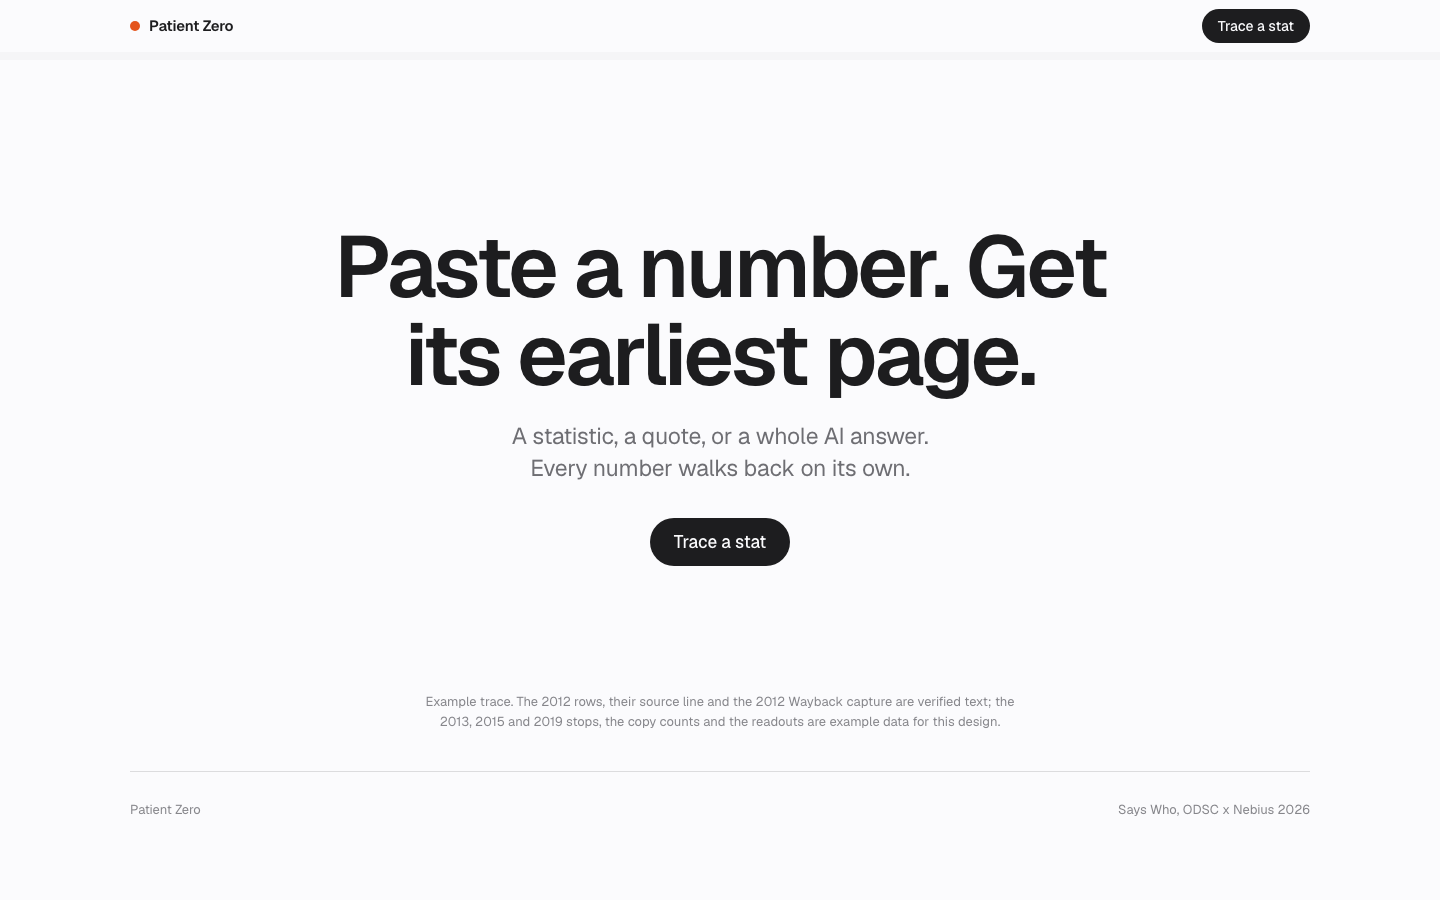 Patient Zero
Trace a stat
Paste a number. Get
its earliest page.
A statistic, a quote, or a whole AI answer.
Every number walks back on its own.
Trace a stat
Example trace. The 2012 rows, their source line and the 2012 Wayback capture are verified text; the
2013, 2015 and 2019 stops, the copy counts and the readouts are example data for this design.
Patient Zero
Says Who, ODSC x Nebius 2026